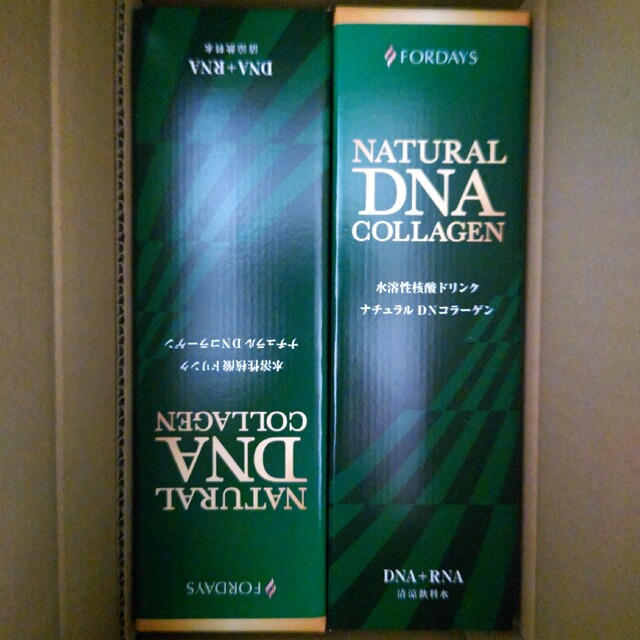 FORDAYS
NATURAL
DNA
COLLAGEN
水溶性核酸ドリンク
ナチュラル DNコラーゲン
DNA+RNA
清涼飲料水
FORDAYS
NATURAL
DNA
COLLAGEN
水溶性核酸ドリンク
ナチュラル DNコラーゲン
DNA+RNA
清涼飲料水